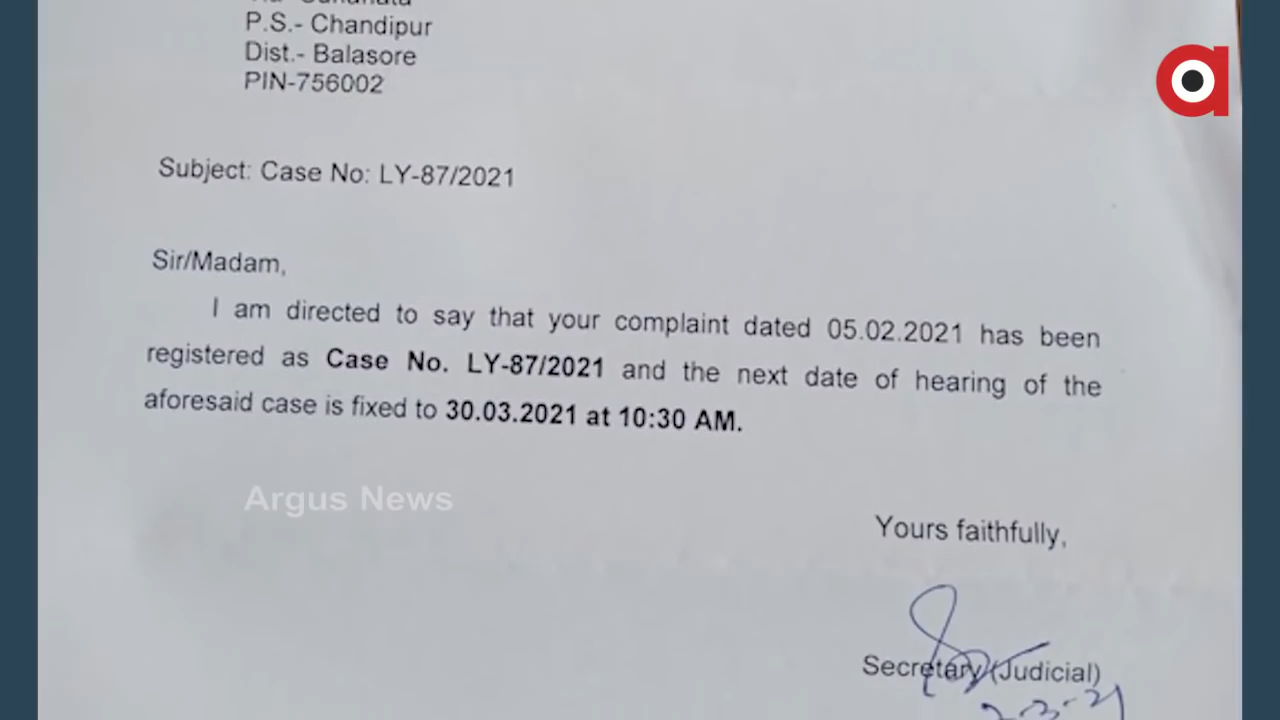 P.S.- Chandipur
Dist.- Balasore
PIN-756002
Subject: Case No: LY-87/2021
Sir/Madam,
I am directed to say that your complaint dated 05.02.2021 has been
registered as Case No. LY-87/2021 and the next date of hearing of the
aforesaid case is fixed to 30.03.2021 at 10:30 AM.
Argus News
Yours faithfully,
Secretary (Judicial)